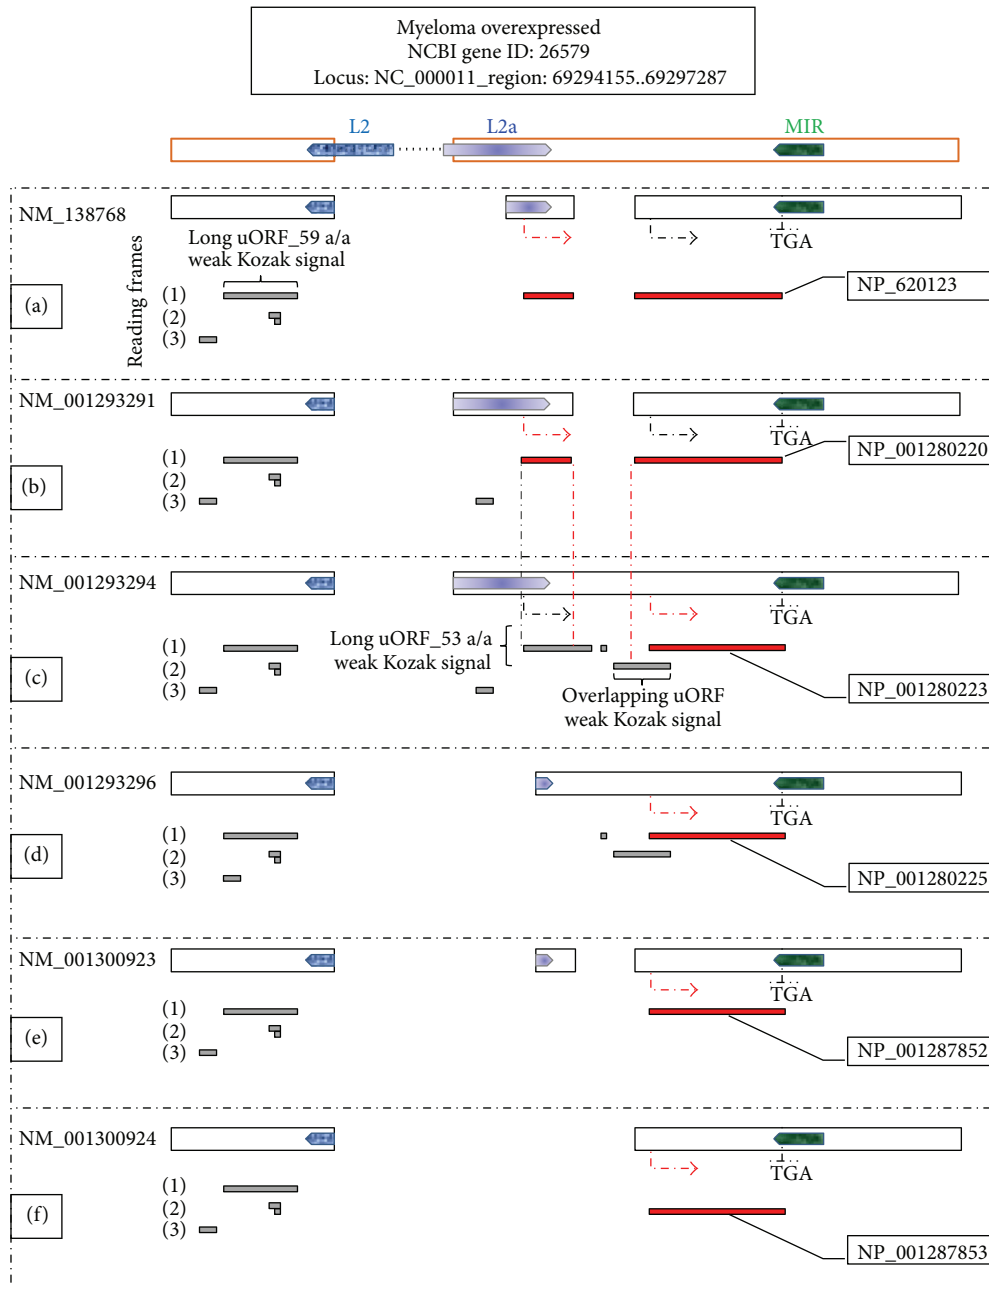 Myeloma overexpressed
NCBI gene ID: 26579
Locus: NC_000011_region: 69294155..69297287
L2
L2a
MIR
NM_138768
TGA
Reading frames
Long uORF_59 a/a
weak Kozak signal
(a)
(1)
(2)
(3)
NP_620123
NM_001293291
TGA
(b)
(1)
(2)
(3)
NP_001280220
NM_001293294
TGA
(c)
(1)
(2)
(3)
Long uORF_53 a/a
weak Kozak signal
Overlapping uORF
weak Kozak signal
NP_001280223
NM_001293296
TGA
(d)
(1)
(2)
(3)
NP_001280225
NM_001300923
TGA
(e)
(1)
(2)
(3)
NP_001287852
NM_001300924
TGA
(f)
(1)
(2)
(3)
NP_001287853